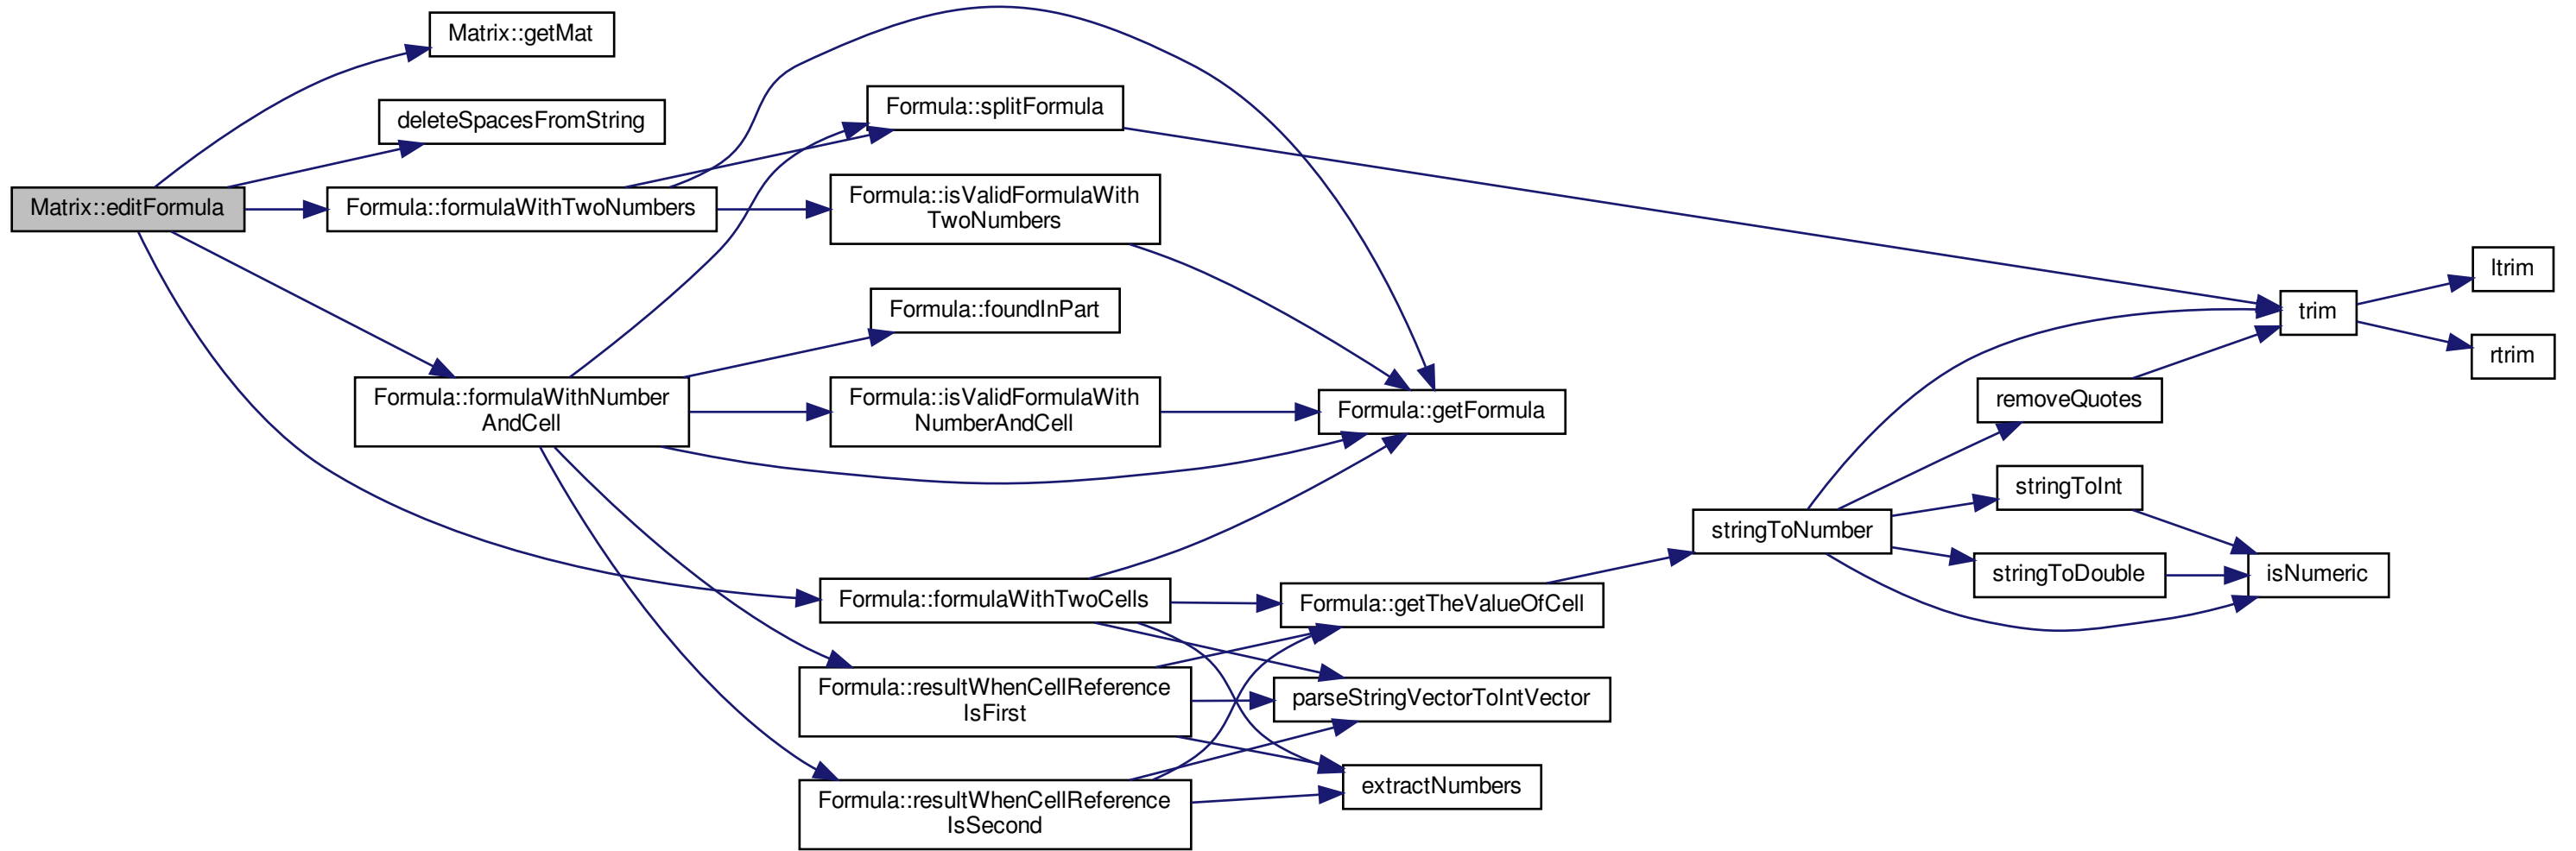 Matrix::editFormula
Matrix::getMat
deleteSpacesFromString
Formula::formulaWithTwoNumbers
Formula::formulaWithNumber
AndCell
Formula::splitFormula
Formula::isValidFormulaWith
TwoNumbers
Formula::foundInPart
Formula::isValidFormulaWith
NumberAndCell
Formula::formulaWithTwoCells
Formula::resultWhenCellReference
IsFirst
Formula::resultWhenCellReference
IsSecond
Formula::getFormula
Formula::getTheValueOfCell
parseStringVectorToIntVector
extractNumbers
stringToNumber
removeQuotes
stringToInt
stringToDouble
trim
isNumeric
ltrim
rtrim